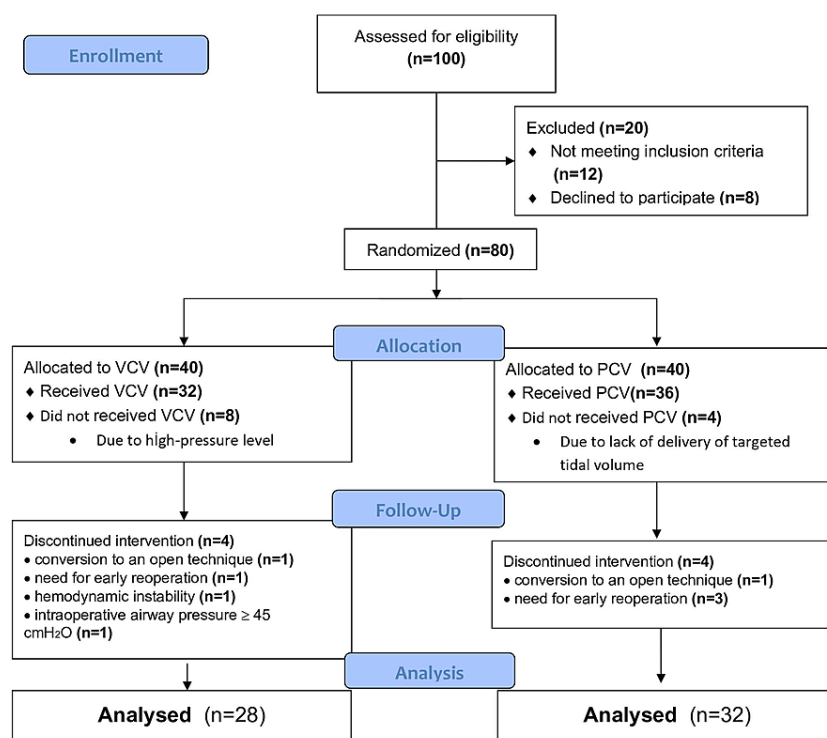 Enrollment
Assessed for eligibility
(n=100)
Excluded (n=20)
♦ Not meeting inclusion criteria
(n=12)
♦ Declined to participate (n=8)
Randomized (n=80)
Allocation
Allocated to VCV (n=40)
♦ Received VCV (n=32)
♦ Did not received VCV (n=8)
• Due to high-pressure level
Allocated to PCV (n=40)
♦ Received PCV(n=36)
♦ Did not received PCV (n=4)
• Due to lack of delivery of targeted
tidal volume
Follow-Up
Discontinued intervention (n=4)
• conversion to an open technique (n=1)
• need for early reoperation (n=1)
• hemodynamic instability (n=1)
• intraoperative airway pressure ≥ 45
cmH₂O (n=1)
Discontinued intervention (n=4)
• conversion to an open technique (n=1)
• need for early reoperation (n=3)
Analysis
Analysed (n=28)
Analysed (n=32)